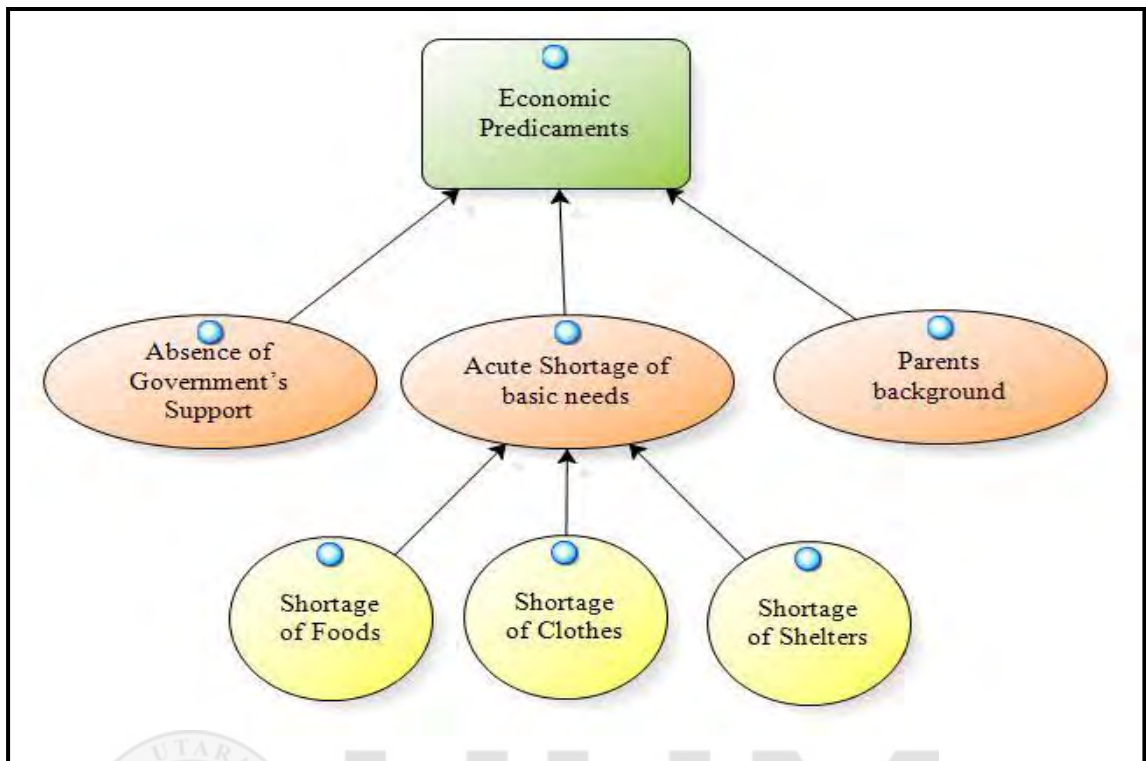 Economic
Predicaments
Absence of
Government's
Support
Acute Shortage of
basic needs
Parents
background
Shortage
of Foods
Shortage
of Clothes
Shortage
of Shelters
UTARA